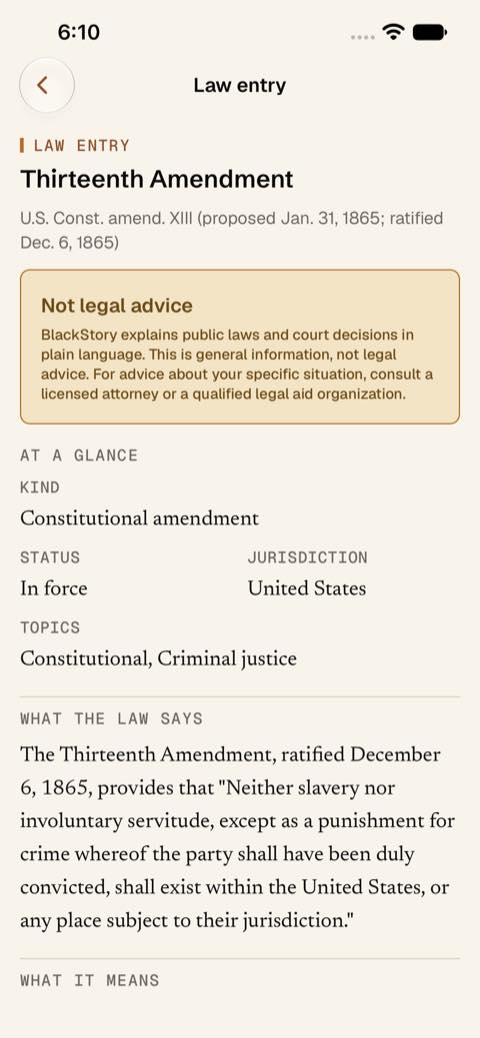 6:10
Law entry
LAW ENTRY
Thirteenth Amendment
U.S. Const. amend. XIII (proposed Jan. 31, 1865; ratified
Dec. 6, 1865)
Not legal advice
BlackStory explains public laws and court decisions in
plain language. This is general information, not legal
advice. For advice about your specific situation, consult a
licensed attorney or a qualified legal aid organization.
AT A GLANCE
KIND
Constitutional amendment
STATUS
JURISDICTION
In force
United States
TOPICS
Constitutional, Criminal justice
WHAT THE LAW SAYS
The Thirteenth Amendment, ratified December
6, 1865, provides that "Neither slavery nor
involuntary servitude, except as a punishment for
crime whereof the party shall have been duly
convicted, shall exist within the United States, or
any place subject to their jurisdiction."
WHAT IT MEANS